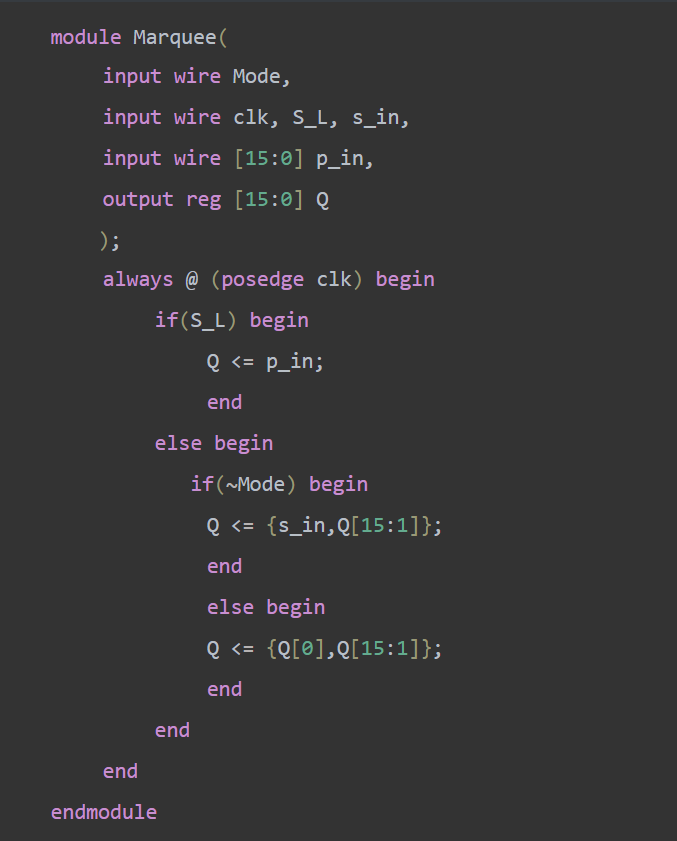 module Marquee(
input wire Mode,
input wire clk, S_L, s_in,
input wire [15:0] p_in,
output reg [15:0] Q
);
always @ (posedge clk) begin
if(S_L) begin
Q <= p_in;
end
else begin
if(~Mode) begin
Q <= {s_in,Q[15:1]};
end
else begin
Q <= {Q[0],Q[15:1]};
end
end
end
endmodule